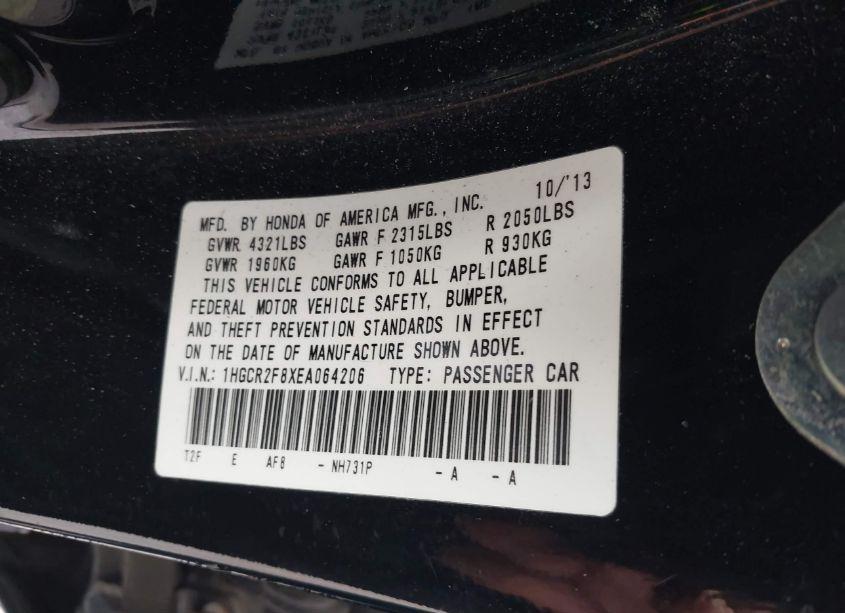 10/'13
MFD. BY HONDA OF AMERICA MFG., INC.
GVWR 4321LBS GAWR F 2315LBS R 2050LBS
GVWR 1960KG GAWR F 1050KG R 930KG
THIS VEHICLE CONFORMS TO ALL APPLICABLE
FEDERAL MOTOR VEHICLE SAFETY, BUMPER,
AND THEFT PREVENTION STANDARDS IN EFFECT
ON THE DATE OF MANUFACTURE SHOWN ABOVE.
V.I.N.: 1HGCR2F8XEA064206 TYPE: PASSENGER CAR
T2F E AF8 - NH731P - A - A